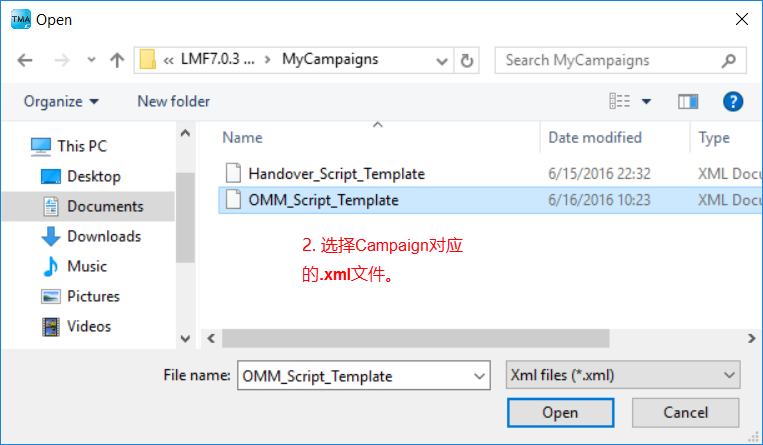 TMA Open
« LMF7.0.3 ... > MyCampaigns Search MyCampaigns
Organize New folder ?
Name Date modified Type
This PC
Desktop
Documents
Downloads
Music
Pictures
Videos
Handover_Script_Template 6/15/2016 22:32 XML Docu
OMM_Script_Template 6/16/2016 10:23 XML Docu
2. 选择Campaign对应
的.xml文件。
File name: OMM_Script_Template Xml files (*.xml)
Open Cancel